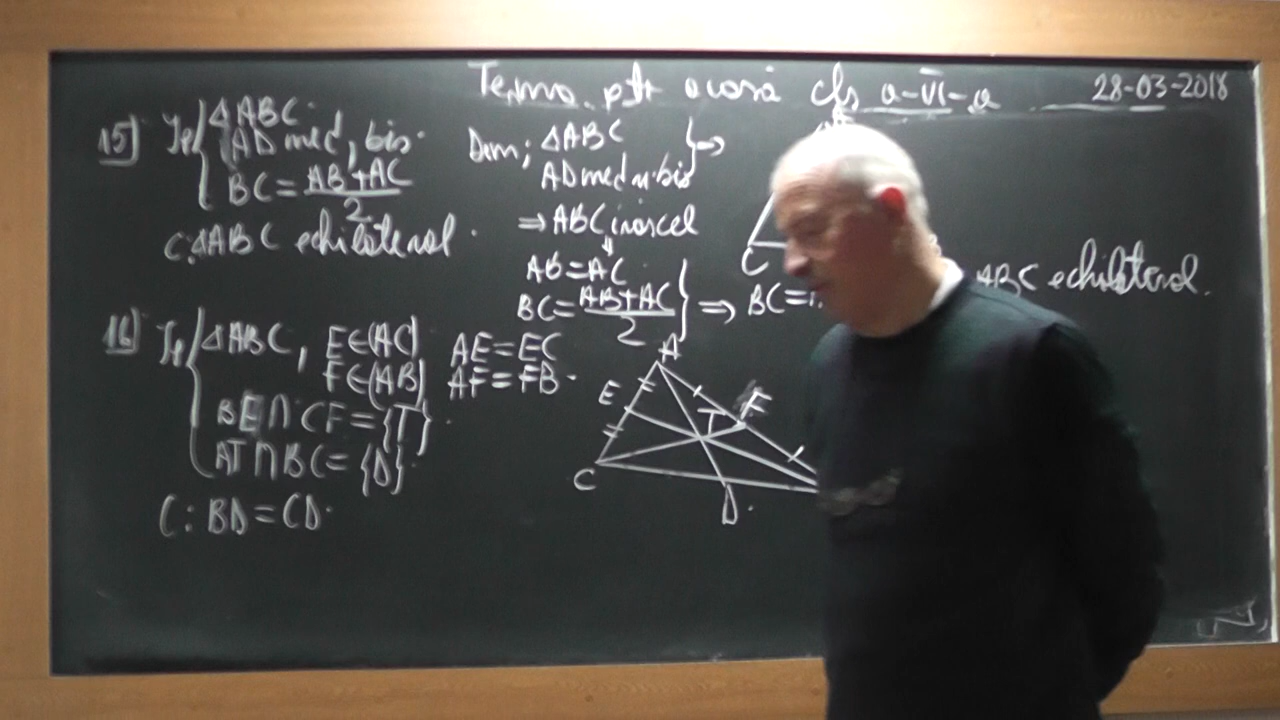 Tema ptr acasă cls a-VI-a 28-03-2018
15) Ip { ΔABC
AD med, bis
BC = AB+AC / 2
C: ΔABC echilateral.
Dem; ΔABC
AD med și bis } ⇒
⇒ ABC isoscel
⇓
AB=AC
BC= AB+AC / 2 } ⇒ BC=
ABC echilateral.
C
16) Ip { ΔABC, E∈(AC) AE=EC
F∈(AB) AF=FB.
BE∩CF={T}
AT∩BC={D}.
C: BD=CD.
A
E
T F
C
D.